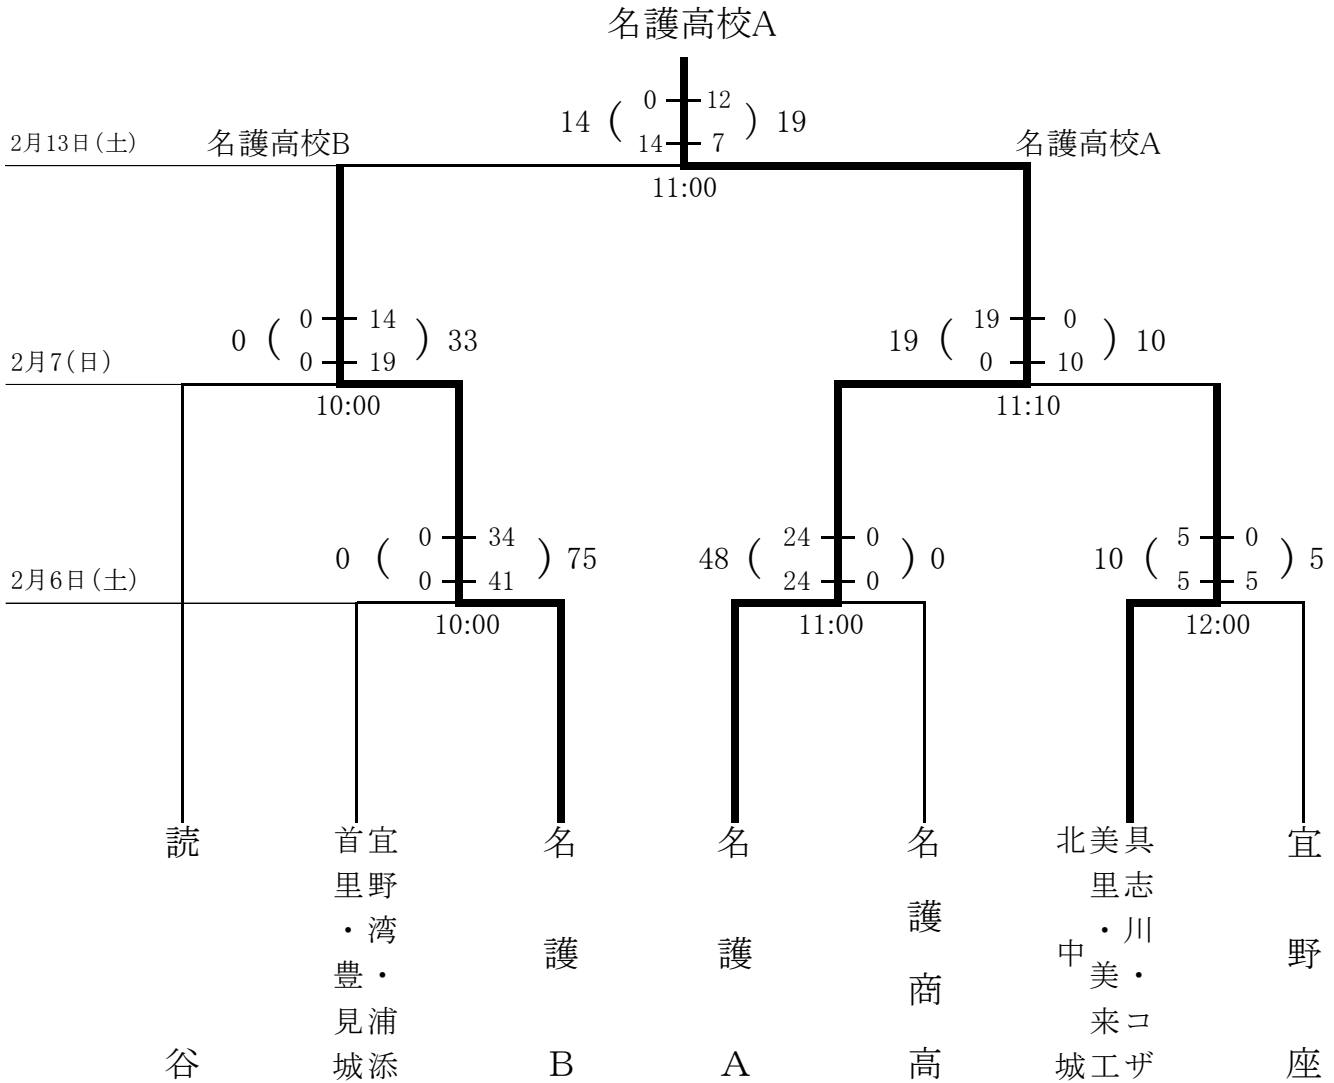 名護高校A
0 12
14 ( ) 19
14 7
2月13日(土) 名護高校B 名護高校A
11:00
0 14 19 0
0 ( ) 33 19 ( ) 10
0 19 0 10
2月7(日)
10:00 11:10
0 34 24 0 5 0
0 ( ) 75 48 ( ) 0 10 ( ) 5
0 41 24 0 5 5
2月6日(土)
10:00 11:00 12:00
読谷
宜野湾・浦添
首里・豊見城
名護B
名護A
名護商高
具志川・コザ
美里・美来工
北中城
宜野座